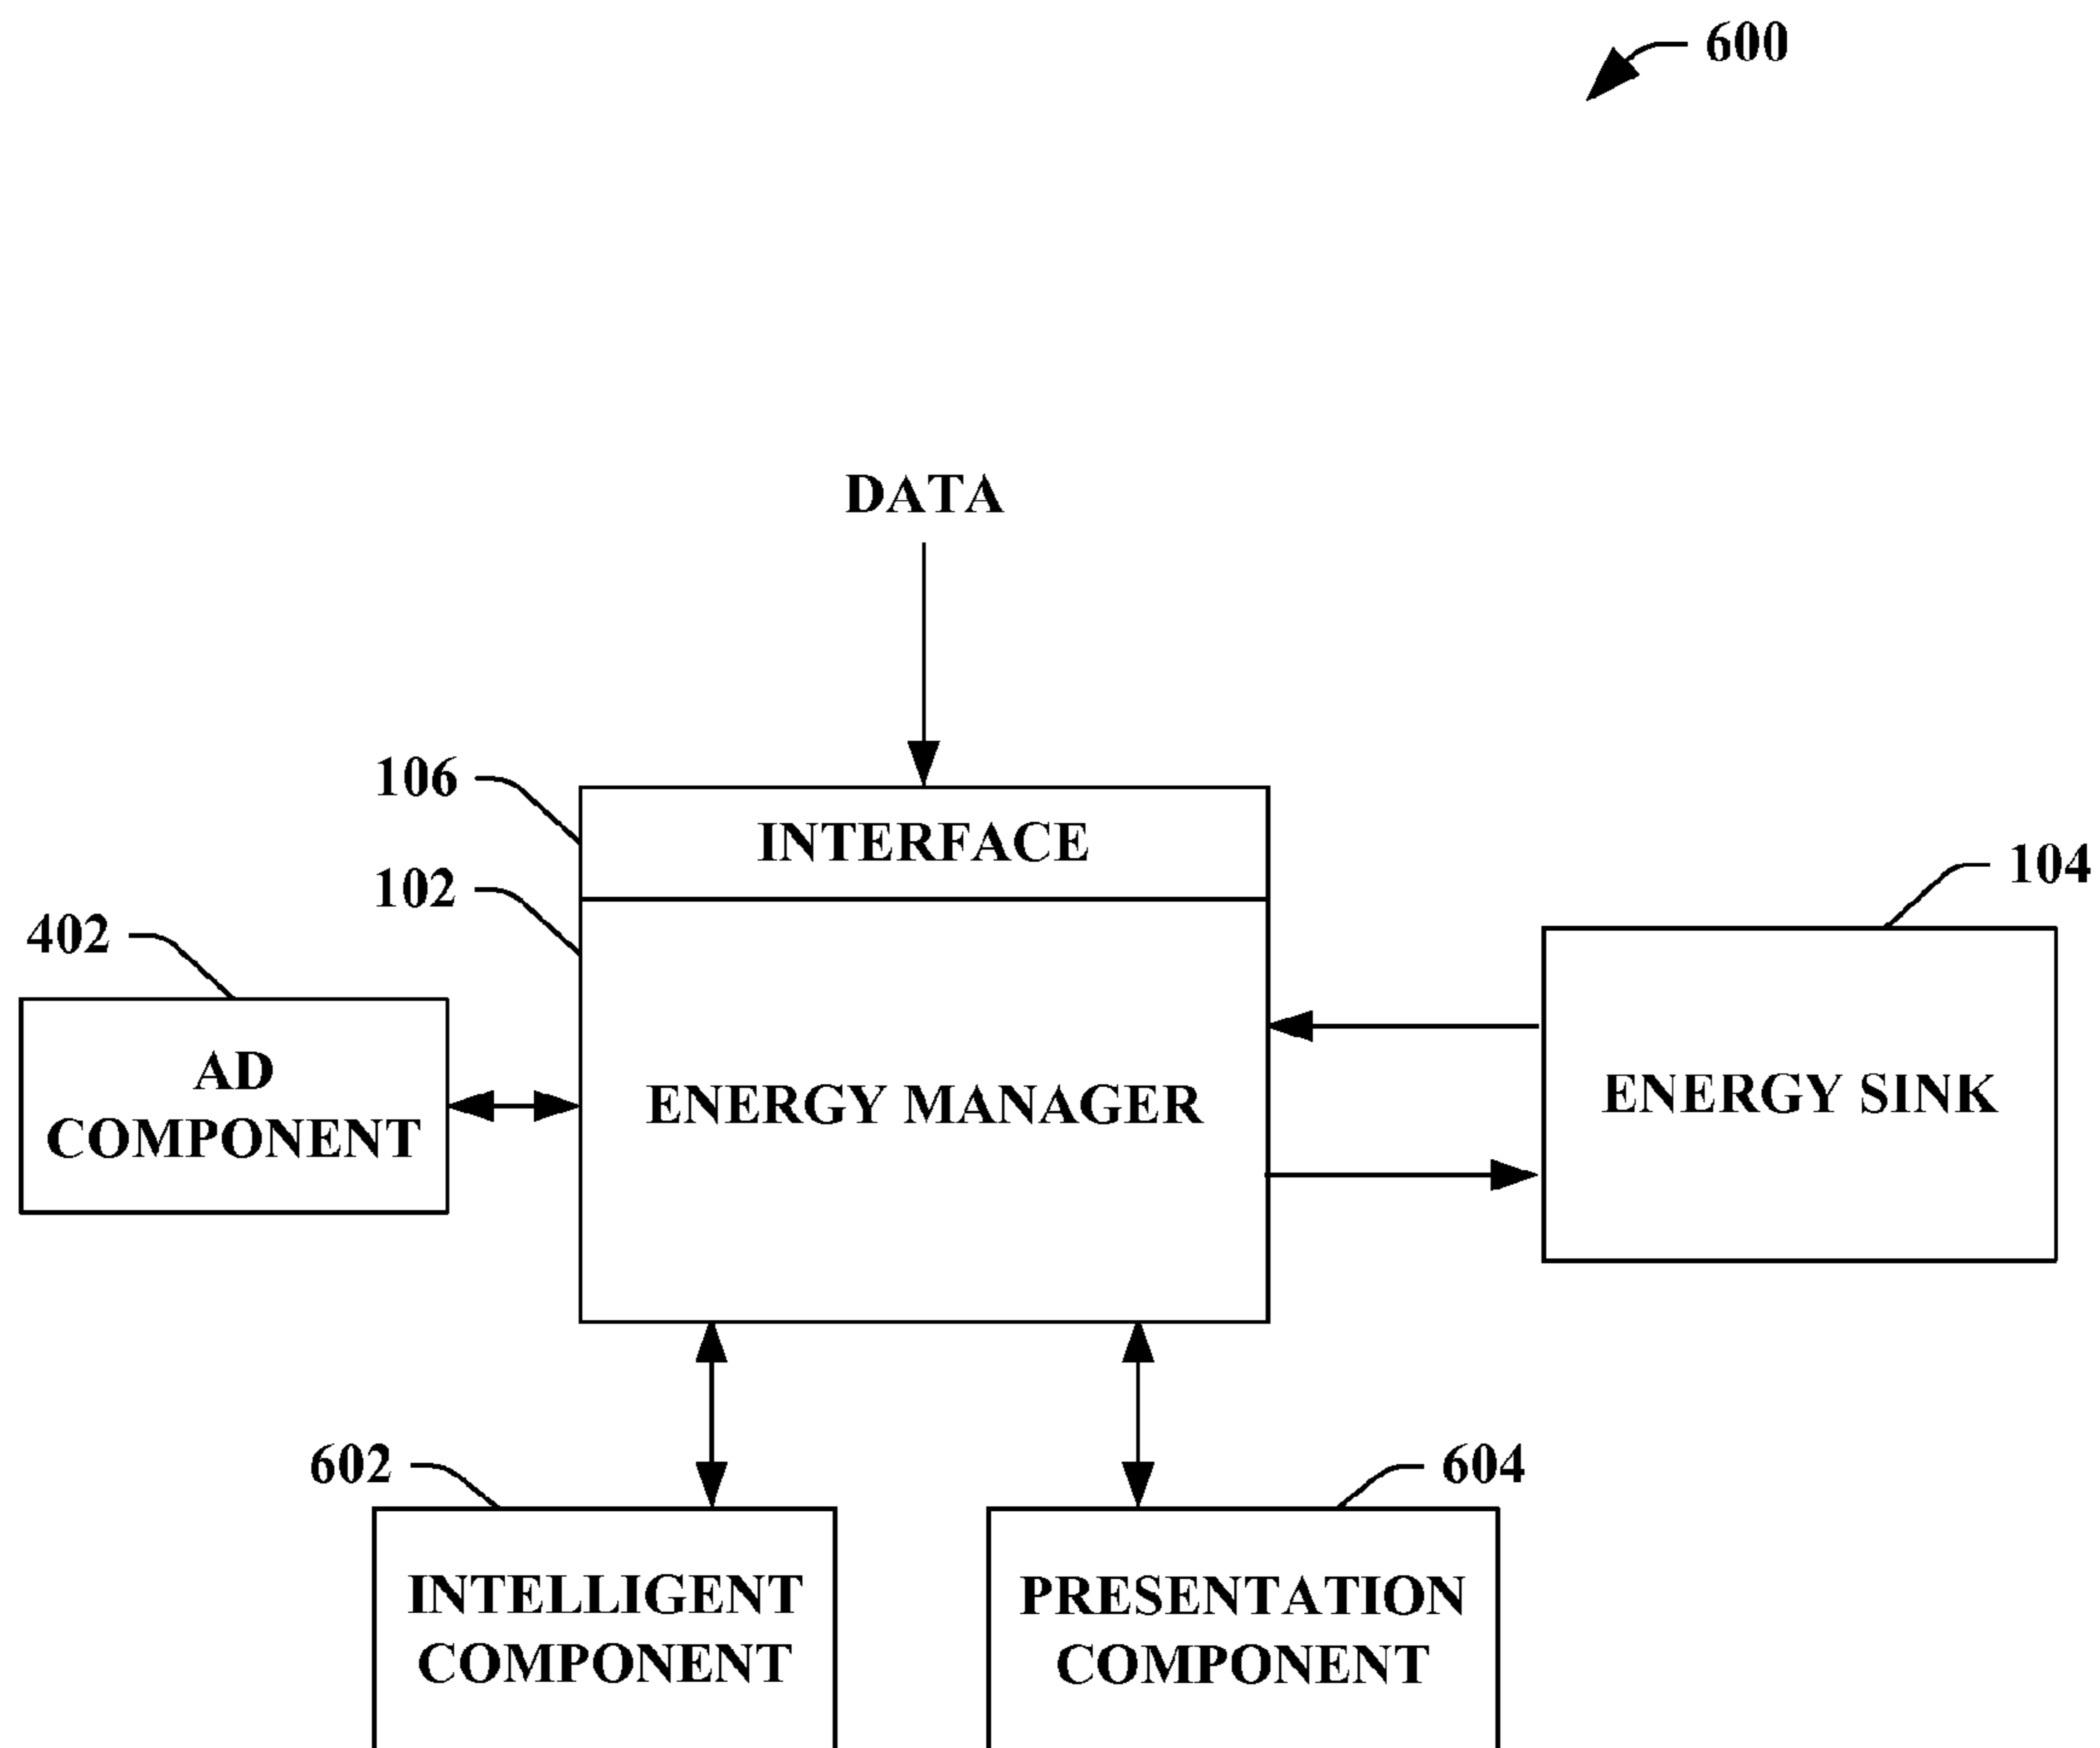 600
DATA
106
INTERFACE
102
104
402
AD
COMPONENT
ENERGY MANAGER
ENERGY SINK
602
604
INTELLIGENT
COMPONENT
PRESENTATION
COMPONENT